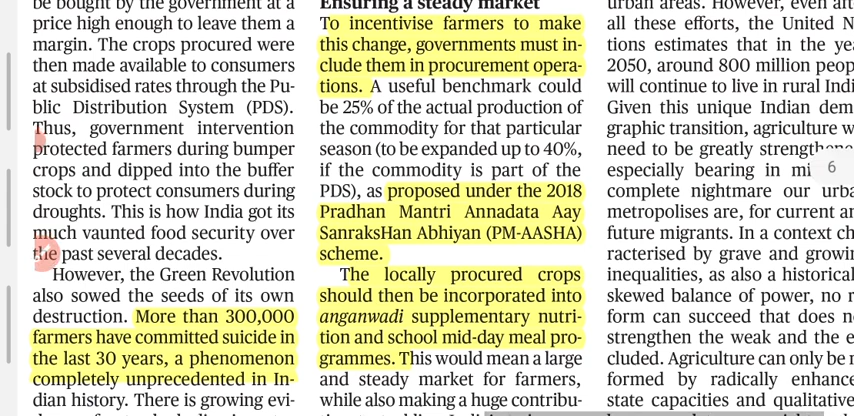 be bought by the government at a
price high enough to leave them a
margin. The crops procured were
then made available to consumers
at subsidised rates through the Pu-
blic Distribution System (PDS).
Thus, government intervention
protected farmers during bumper
crops and dipped into the buffer
stock to protect consumers during
droughts. This is how India got its
much vaunted food security over
the past several decades.
However, the Green Revolution
also sowed the seeds of its own
destruction. More than 300,000
farmers have committed suicide in
the last 30 years, a phenomenon
completely unprecedented in In-
dian history. There is growing evi-
Ensuring a steady market
To incentivise farmers to make
this change, governments must in-
clude them in procurement opera-
tions. A useful benchmark could
be 25% of the actual production of
the commodity for that particular
season (to be expanded up to 40%,
if the commodity is part of the
PDS), as proposed under the 2018
Pradhan Mantri Annadata Aay
SanraksHan Abhiyan (PM-AASHA)
scheme.
The locally procured crops
should then be incorporated into
anganwadi supplementary nutri-
tion and school mid-day meal pro-
grammes. This would mean a large
and steady market for farmers,
while also making a huge contribu-
urban areas. However, even
all these efforts, the United N
tions estimates that in the
2050, around 800 million peop
will continue to live in rural Indi
Given this unique Indian dem
graphic transition, agriculture w
need to be greatly
especially bearing in
complete nightmare our urba
metropolises are, for current an
future migrants. In a context ch
racterised by grave and growing
inequalities, as also a historical
skewed balance of power, no r
form can succeed that does n
strengthen the weak and the e
cluded. Agriculture can only be r
formed by radically enhance
state capacities and qualitative
6